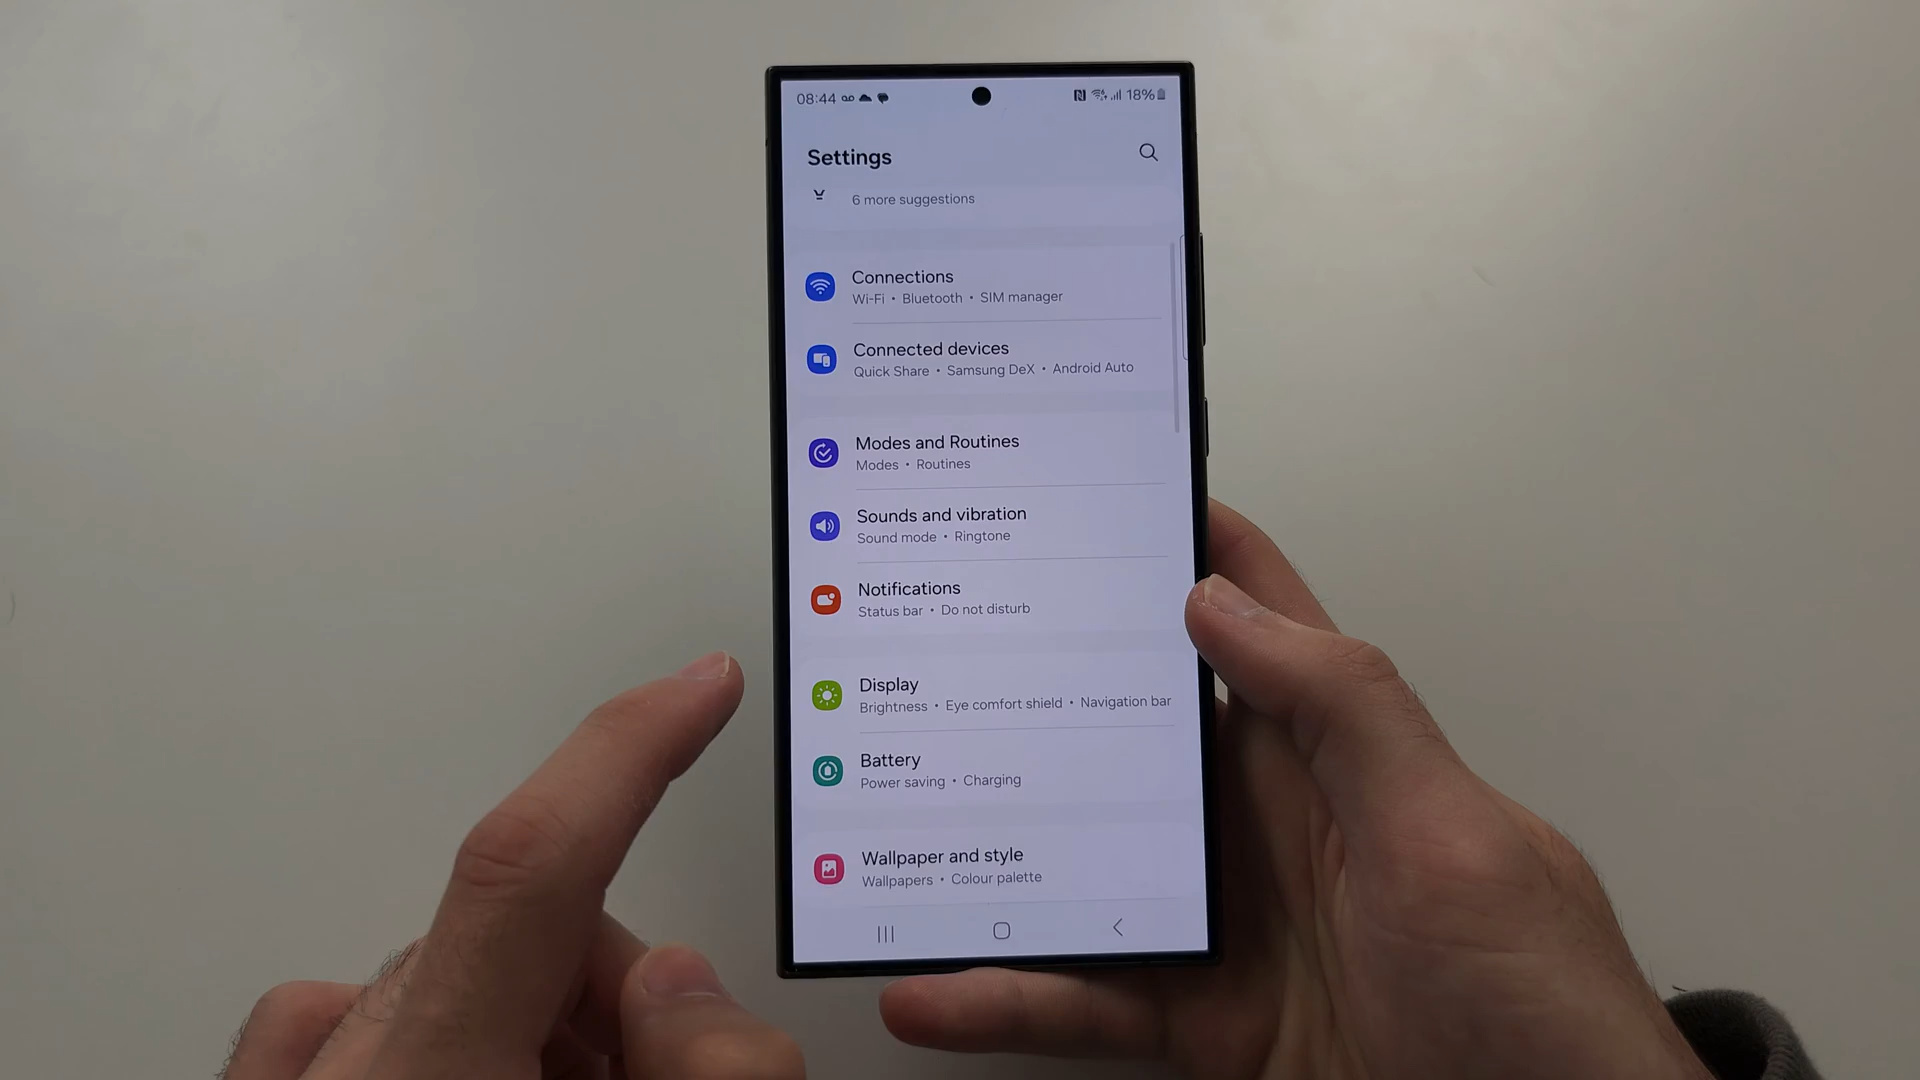 08:44
18%
Settings
6 more suggestions
Connections
Wi-Fi • Bluetooth • SIM manager
Connected devices
Quick Share • Samsung DeX • Android Auto
Modes and Routines
Modes • Routines
Sounds and vibration
Sound mode • Ringtone
Notifications
Status bar • Do not disturb
Display
Brightness • Eye comfort shield • Navigation bar
Battery
Power saving • Charging
Wallpaper and style
Wallpapers • Colour palette